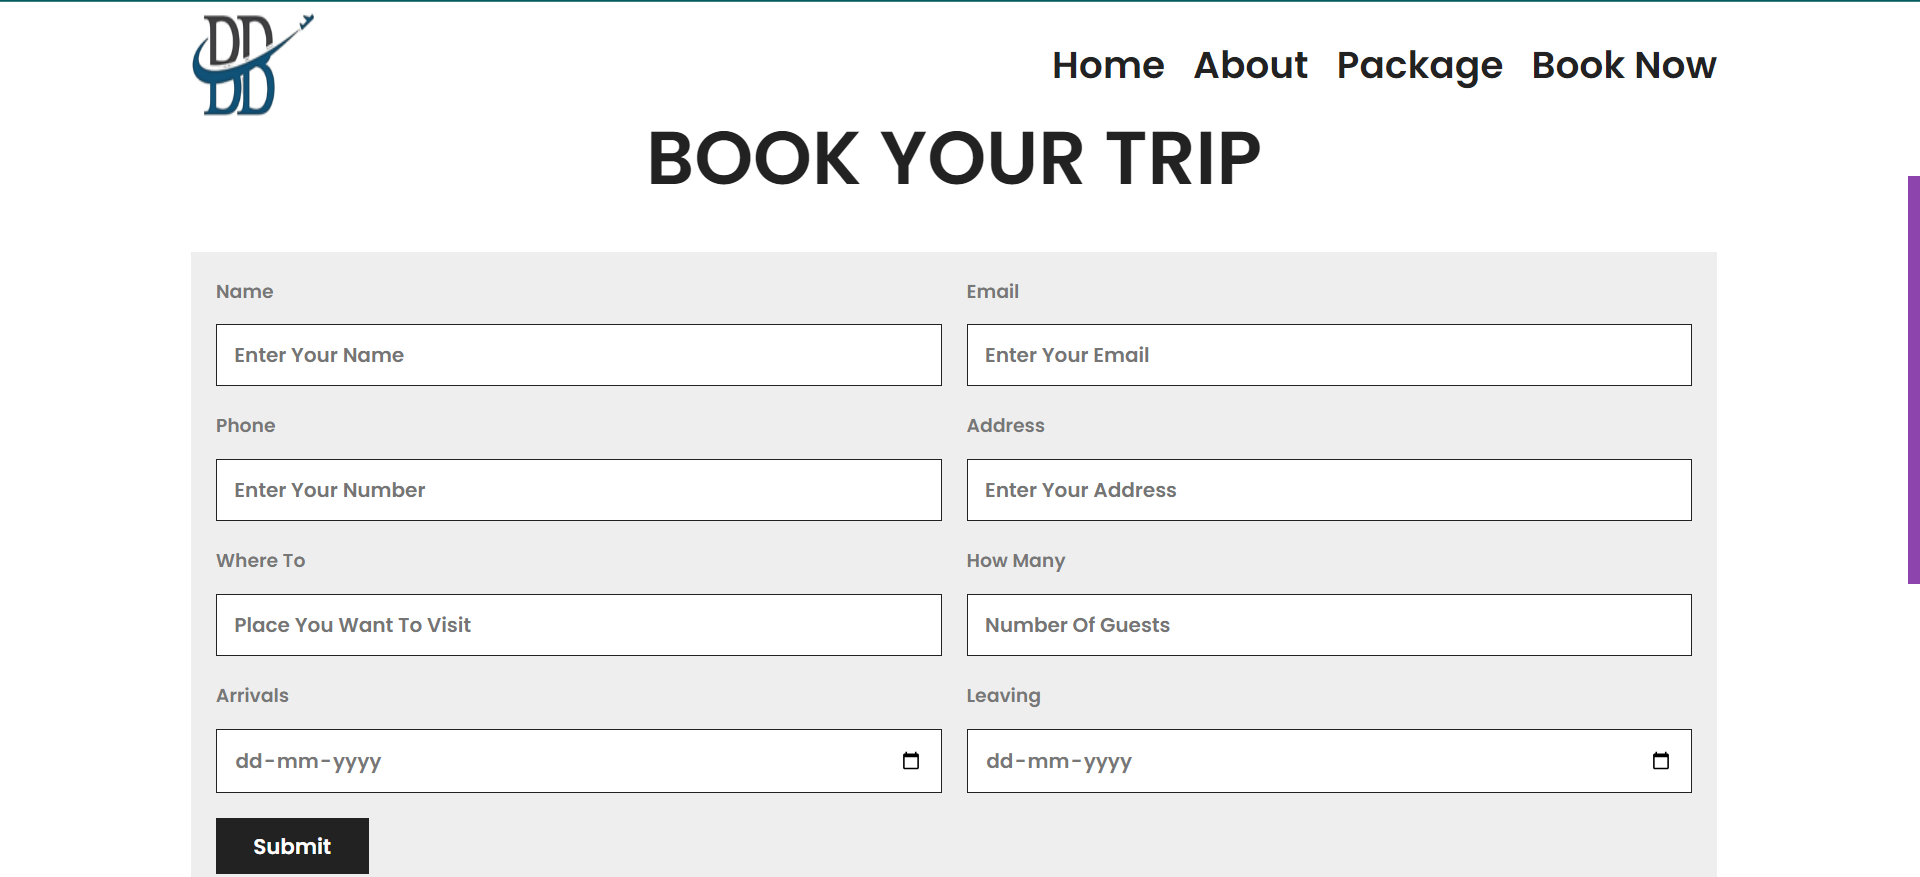 DD
DD
Home About Package Book Now
BOOK YOUR TRIP
Name Email
Enter Your Name Enter Your Email
Phone Address
Enter Your Number Enter Your Address
Where To How Many
Place You Want To Visit Number Of Guests
Arrivals Leaving
dd-mm-yyyy dd-mm-yyyy
Submit